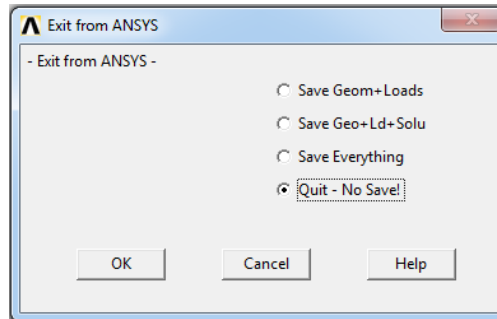 Exit from ANSYS
- Exit from ANSYS -
Save Geom+Loads
Save Geo+Ld+Solu
Save Everything
Quit - No Save!
OK Cancel Help